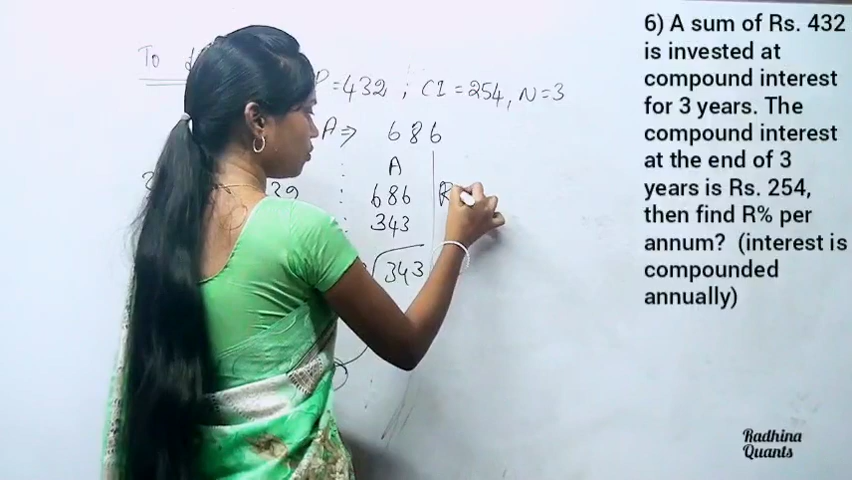 To
P=432 ; CI = 254, N=3
A ⇒ 686
: A
: 686
: 343
√343
6) A sum of Rs. 432
is invested at
compound interest
for 3 years. The
compound interest
at the end of 3
years is Rs. 254,
then find R% per
annum? (interest is
compounded
annually)
Radhina
Quants